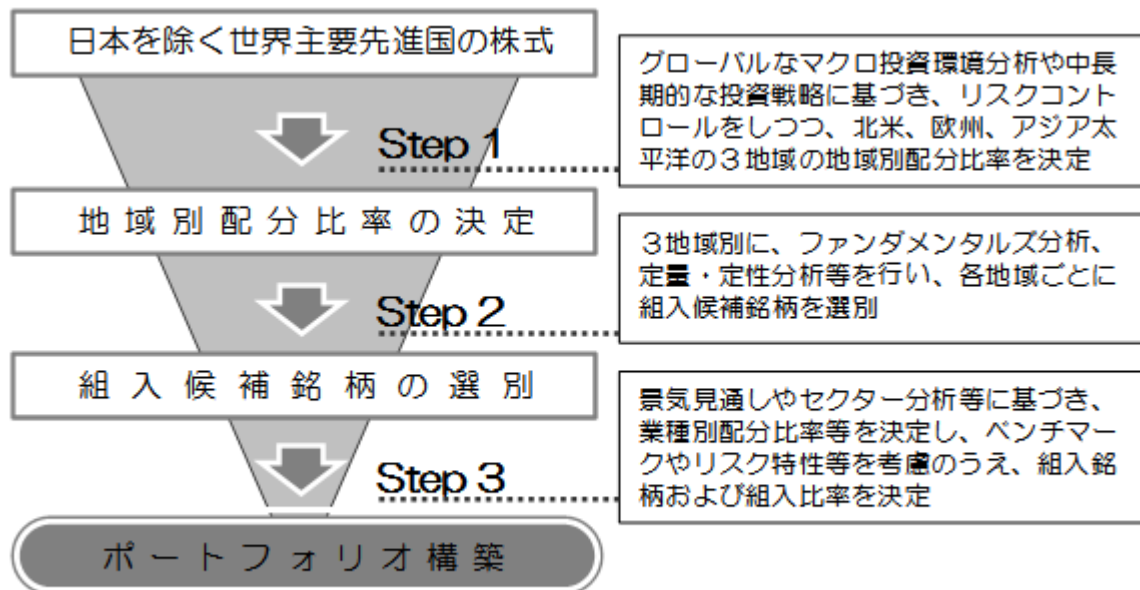 日本を除く世界主要先進国の株式
グローバルなマクロ投資環境分析や中長
期的な投資戦略に基づき、リスクコント
ロールをしつつ、北米、欧州、アジア太
平洋の３地域の地域別配分比率を決定
Step 1
地域別配分比率の決定
３地域別に、ファンダメンタルズ分析、
定量・定性分析等を行い、各地域ごとに
組入候補銘柄を選別
Step 2
組入候補銘柄の選別
景気見通しやセクター分析等に基づき、
業種別配分比率等を決定し、ベンチマー
クやリスク特性等を考慮のうえ、組入銘
柄および組入比率を決定
Step 3
ポートフォリオ構築